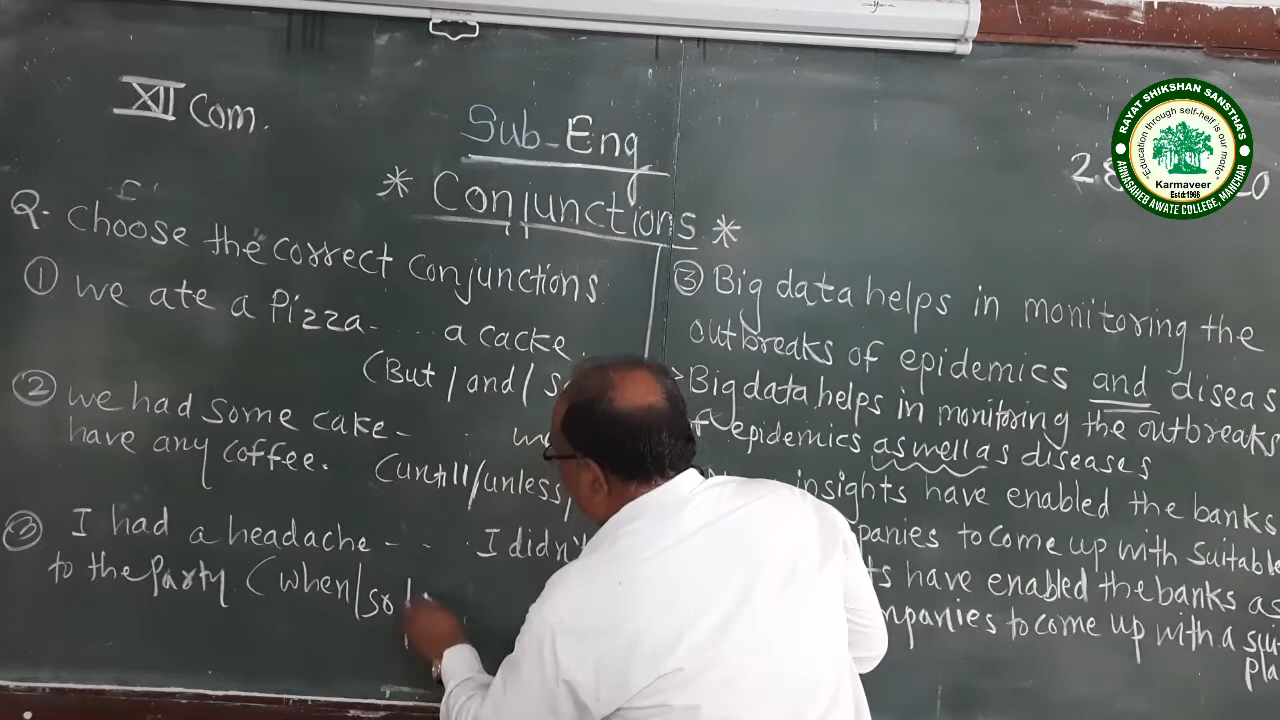 XII Com.
Sub-Eng
* Conjunctions *
Q. Choose the correct Conjunctions.
① We ate a Pizza- ... a cacke.
(But / and /
② We had some cake- .
have any coffee. (untill/unless/
③ I had a headache - - . I didn't
to the Party. (when/so/
③ Big data helps in monitoring the
outbreaks of epidemics and diseas
> Big data helps in monitoring the outbreaks
of epidemics as well as diseases
insights have enabled the banks
panies to come up with suitable
ts have enabled the banks as
mpanies to come up with a
RAYAT SHIKSHAN SANSTHA'S
"Education through self-help is our motto"
Karmaveer
Estd:1966
ANNASAHEB AWATE COLLEGE, MANCHAR